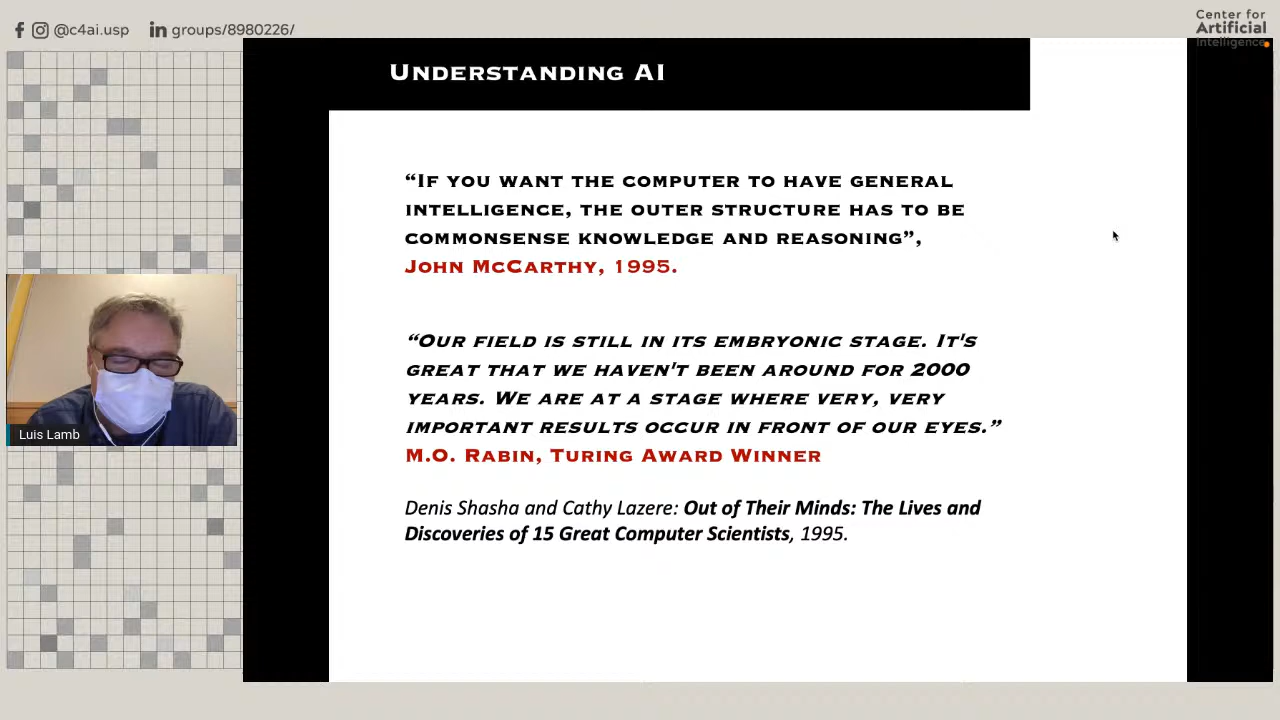 @c4ai.usp groups/8980226/
Center for
Artificial
Intelligence
UNDERSTANDING AI
“IF YOU WANT THE COMPUTER TO HAVE GENERAL
INTELLIGENCE, THE OUTER STRUCTURE HAS TO BE
COMMONSENSE KNOWLEDGE AND REASONING”,
JOHN MCCARTHY, 1995.
“OUR FIELD IS STILL IN ITS EMBRYONIC STAGE. IT'S
GREAT THAT WE HAVEN'T BEEN AROUND FOR 2000
YEARS. WE ARE AT A STAGE WHERE VERY, VERY
IMPORTANT RESULTS OCCUR IN FRONT OF OUR EYES.”
M.O. RABIN, TURING AWARD WINNER
Denis Shasha and Cathy Lazere: Out of Their Minds: The Lives and
Discoveries of 15 Great Computer Scientists, 1995.
Luis Lamb